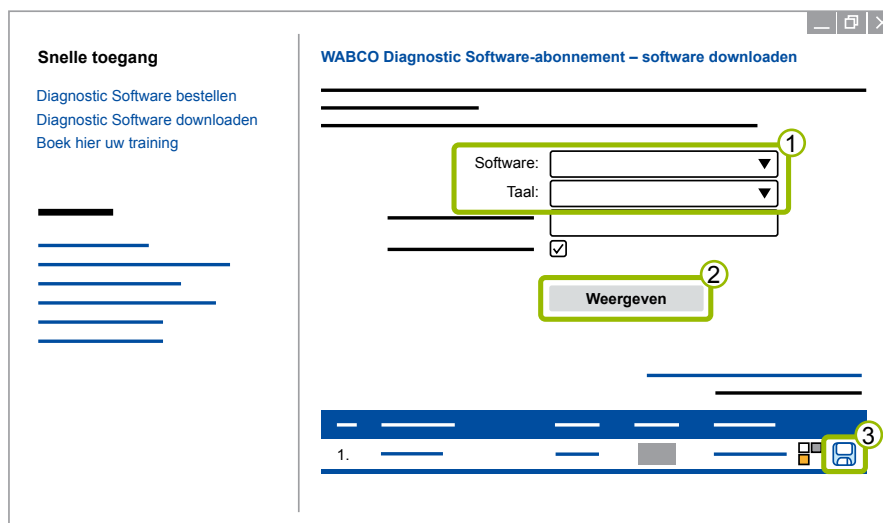 Snelle toegang
Diagnostic Software bestellen
Diagnostic Software downloaden
Boek hier uw training
WABCO Diagnostic Software-abonnement – software downloaden
1
Software:
Taal:
2
Weergeven
3
1.